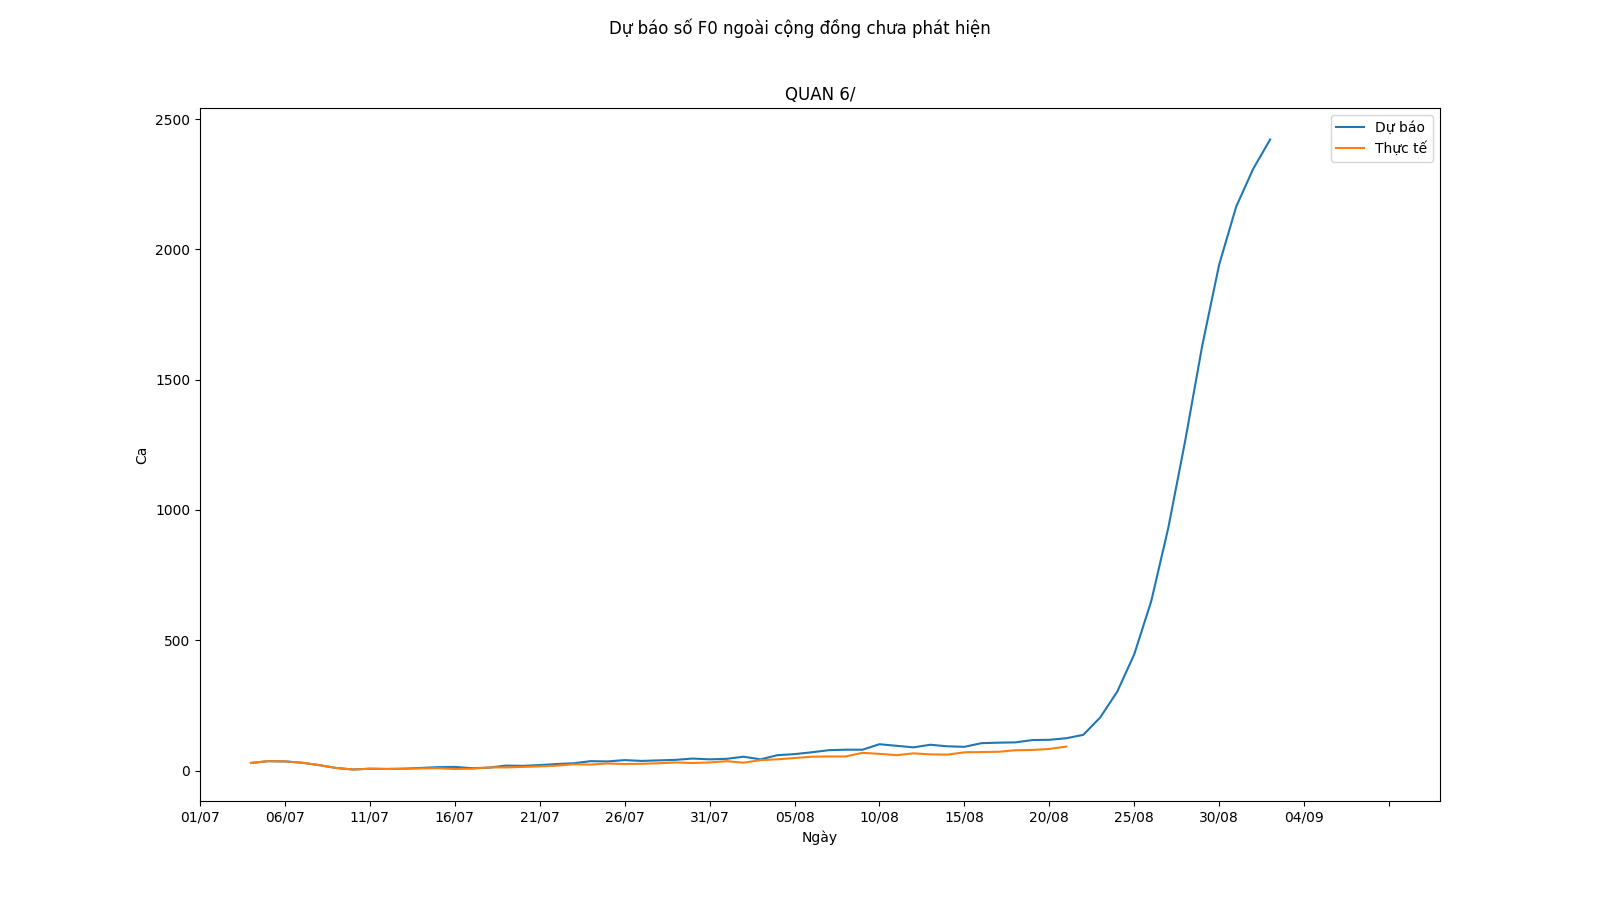 Dự báo số F0 ngoài cộng đồng chưa phát hiện
QUAN 6/
Dự báo
Thực tế
2500
2000
1500
1000
500
0
Ca
01/07 06/07 11/07 16/07 21/07 26/07 31/07 05/08 10/08 15/08 20/08 25/08 30/08 04/09
Ngày